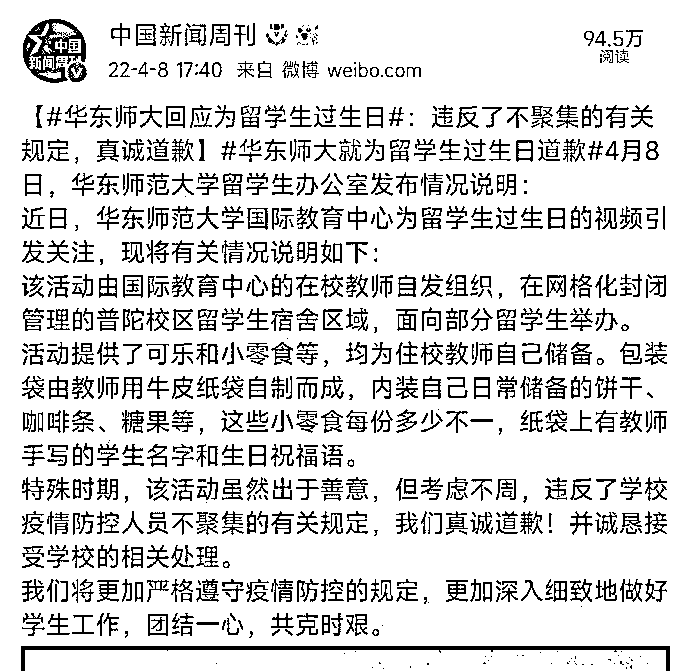 中国新闻周刊
94.5万
阅读
22-4-8 17:40 来自 微博 weibo.com
中国
新闻周刊
【#华东师大回应为留学生过生日#：违反了不聚集的有关
规定，真诚道歉】#华东师大就为留学生过生日道歉#4月8
日，华东师范大学留学生办公室发布情况说明：
近日，华东师范大学国际教育中心为留学生过生日的视频引
发关注，现将有关情况说明如下：
该活动由国际教育中心的在校教师自发组织，在网格化封闭
管理的普陀校区留学生宿舍区域，面向部分留学生举办。
活动提供了可乐和小零食等，均为住校教师自己储备。包装
袋由教师用牛皮纸袋自制而成，内装自己日常储备的饼干、
咖啡条、糖果等，这些小零食每份多少不一，纸袋上有教师
手写的学生名字和生日祝福语。
特殊时期，该活动虽然出于善意，但考虑不周，违反了学校
疫情防控人员不聚集的有关规定，我们真诚道歉！并诚恳接
受学校的相关处理。
我们将更加严格遵守疫情防控的规定，更加深入细致地做好
学生工作，团结一心，共克时艰。